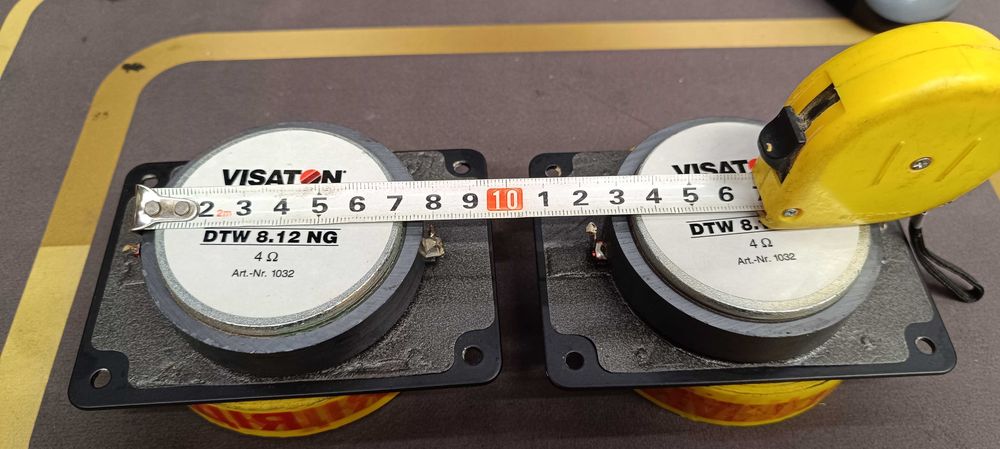 VISATON
2 2m 3 4 5 6 7 8 9 10 1 2 3 4 5 6 7
DTW 8.12 NG
4 Ω
Art.-Nr. 1032
VISATON
DTW 8.
4 Ω
Art.-Nr. 1032